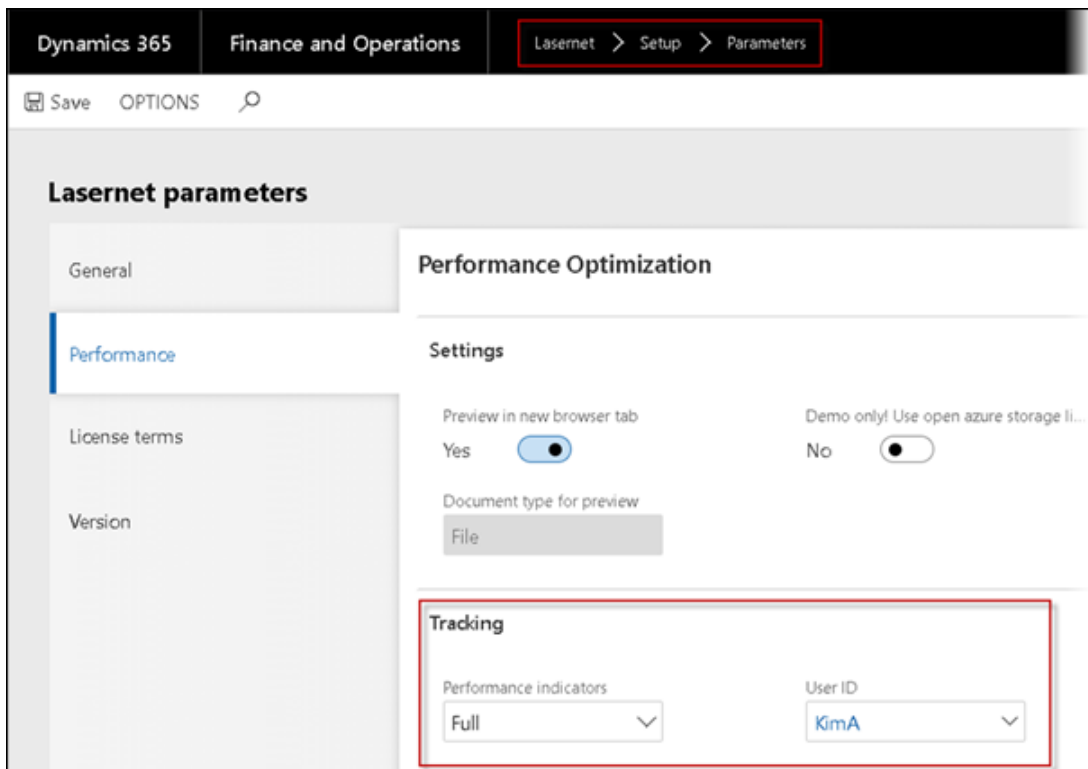 Dynamics 365 Finance and Operations Lasernet > Setup > Parameters
Save OPTIONS
Lasernet parameters
General
Performance
License terms
Version
Performance Optimization
Settings
Preview in new browser tab Demo only! Use open azure storage li...
Yes No
Document type for preview
File
Tracking
Performance indicators User ID
Full KimA